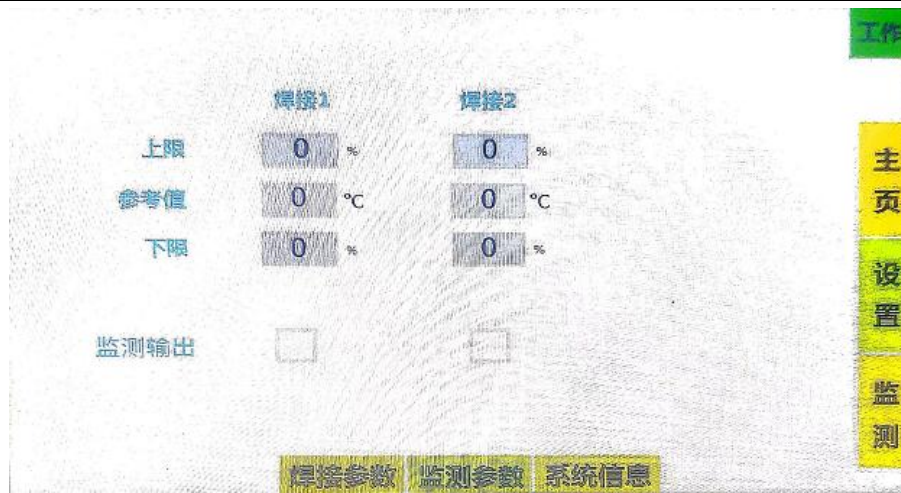 工作
焊接1 焊接2
上限 0 % 0 %
参考值 0 ℃ 0 ℃
下限 0 % 0 %
监测输出
主页
设置
监测
焊接参数 监测参数 系统信息